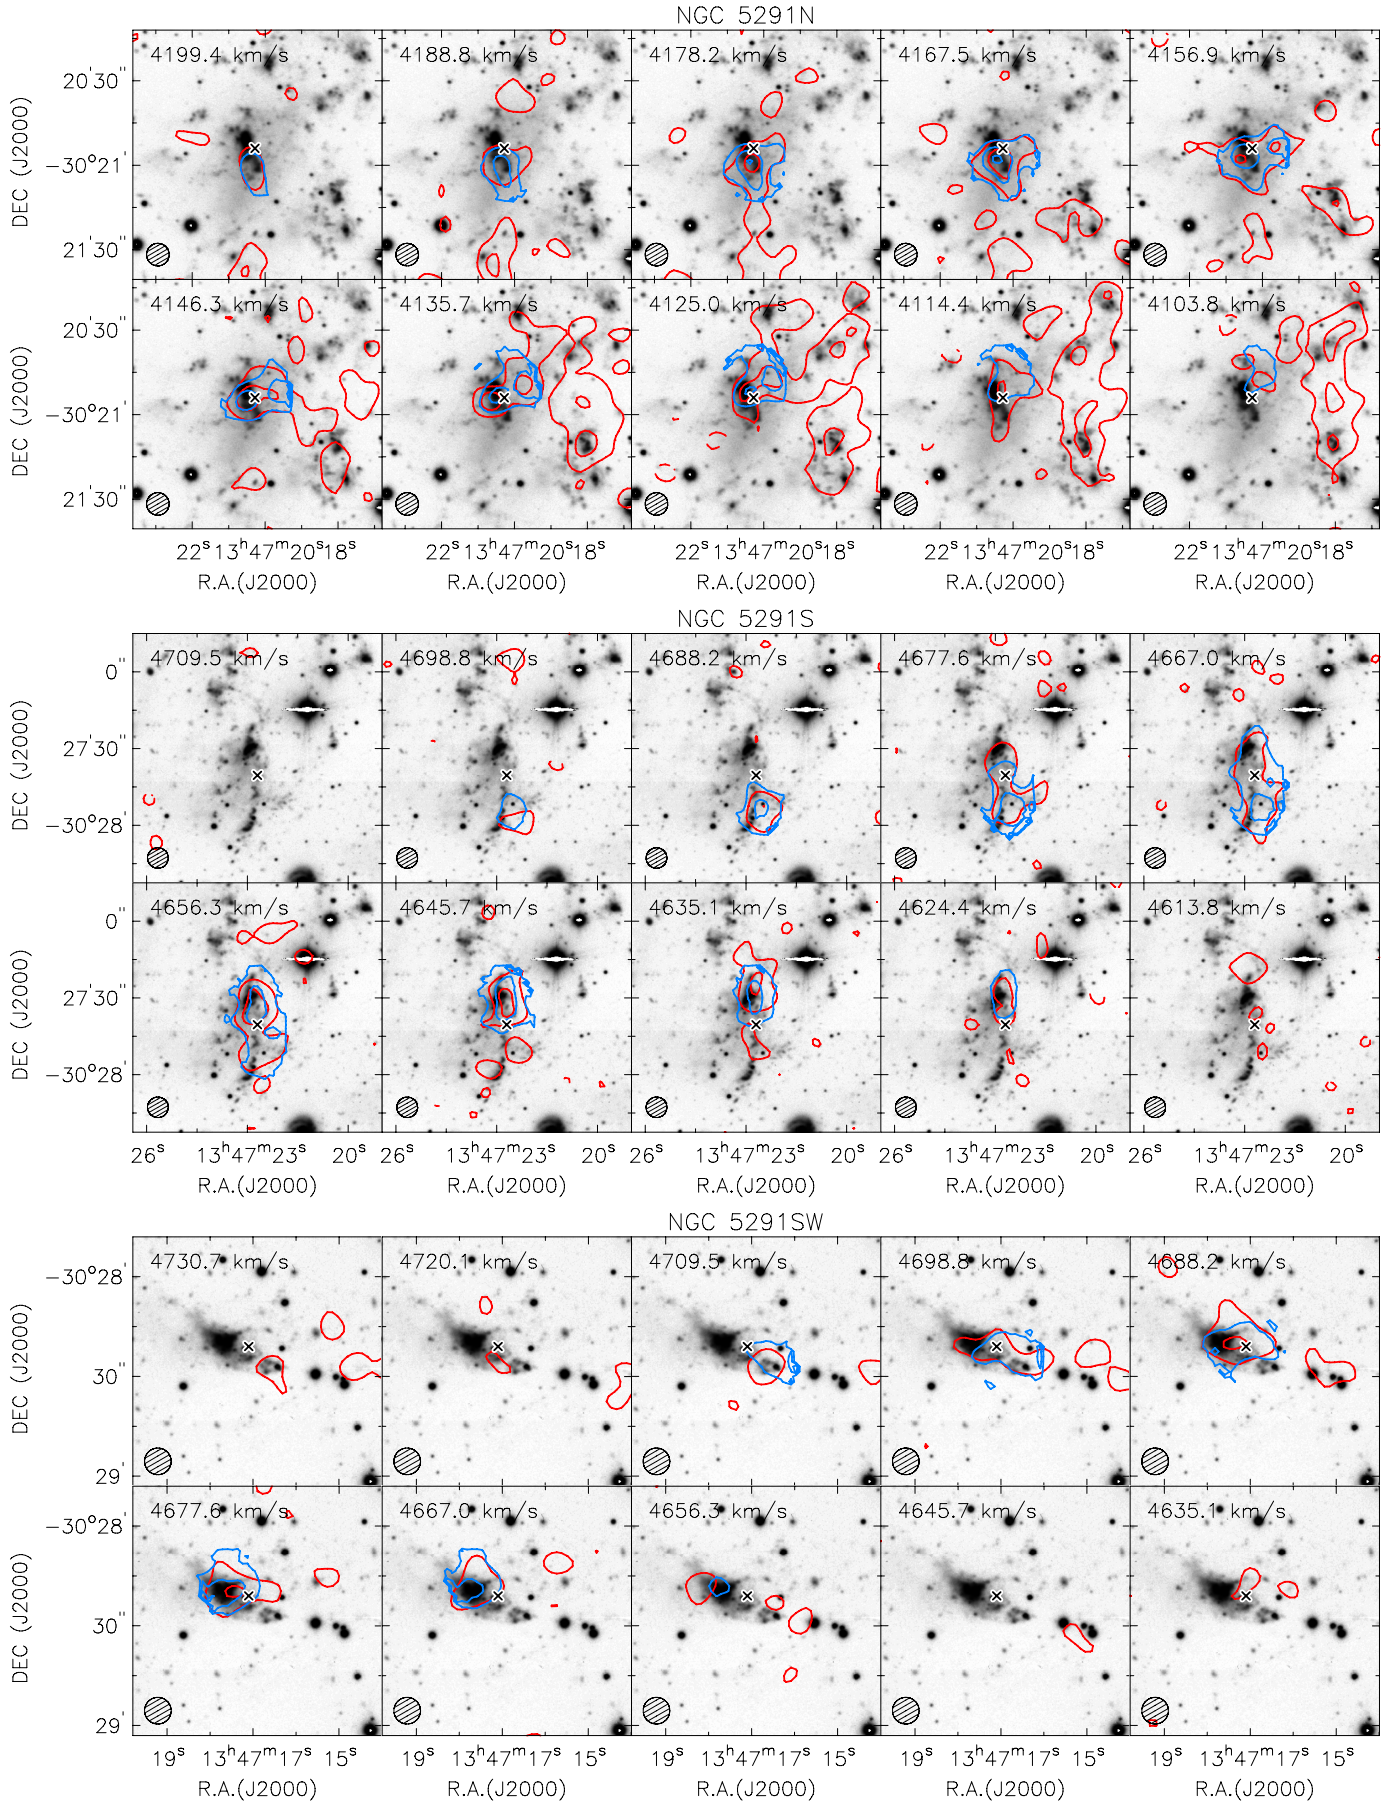 NGC 5291N
4199.4 km/s 4188.8 km/s 4178.2 km/s 4167.5 km/s 4156.9 km/s
20'30"
−30°21'
21'30"
DEC (J2000)
4146.3 km/s 4135.7 km/s 4125.0 km/s 4114.4 km/s 4103.8 km/s
20'30"
−30°21'
21'30"
DEC (J2000)
22ˢ 13ʰ47ᵐ20ˢ18ˢ 22ˢ 13ʰ47ᵐ20ˢ18ˢ 22ˢ 13ʰ47ᵐ20ˢ18ˢ 22ˢ 13ʰ47ᵐ20ˢ18ˢ 22ˢ 13ʰ47ᵐ20ˢ18ˢ
R.A.(J2000) R.A.(J2000) R.A.(J2000) R.A.(J2000) R.A.(J2000)
NGC 5291S
4709.5 km/s 4698.8 km/s 4688.2 km/s 4677.6 km/s 4667.0 km/s
0"
27'30"
−30°28'
DEC (J2000)
4656.3 km/s 4645.7 km/s 4635.1 km/s 4624.4 km/s 4613.8 km/s
0"
27'30"
−30°28'
DEC (J2000)
26ˢ 13ʰ47ᵐ23ˢ 20ˢ 26ˢ 13ʰ47ᵐ23ˢ 20ˢ 26ˢ 13ʰ47ᵐ23ˢ 20ˢ 26ˢ 13ʰ47ᵐ23ˢ 20ˢ 26ˢ 13ʰ47ᵐ23ˢ 20ˢ
R.A.(J2000) R.A.(J2000) R.A.(J2000) R.A.(J2000) R.A.(J2000)
NGC 5291SW
4730.7 km/s 4720.1 km/s 4709.5 km/s 4698.8 km/s 4688.2 km/s
−30°28'
30"
29'
DEC (J2000)
4677.6 km/s 4667.0 km/s 4656.3 km/s 4645.7 km/s 4635.1 km/s
−30°28'
30"
29'
DEC (J2000)
19ˢ 13ʰ47ᵐ17ˢ 15ˢ 19ˢ 13ʰ47ᵐ17ˢ 15ˢ 19ˢ 13ʰ47ᵐ17ˢ 15ˢ 19ˢ 13ʰ47ᵐ17ˢ 15ˢ 19ˢ 13ʰ47ᵐ17ˢ 15ˢ
R.A.(J2000) R.A.(J2000) R.A.(J2000) R.A.(J2000) R.A.(J2000)